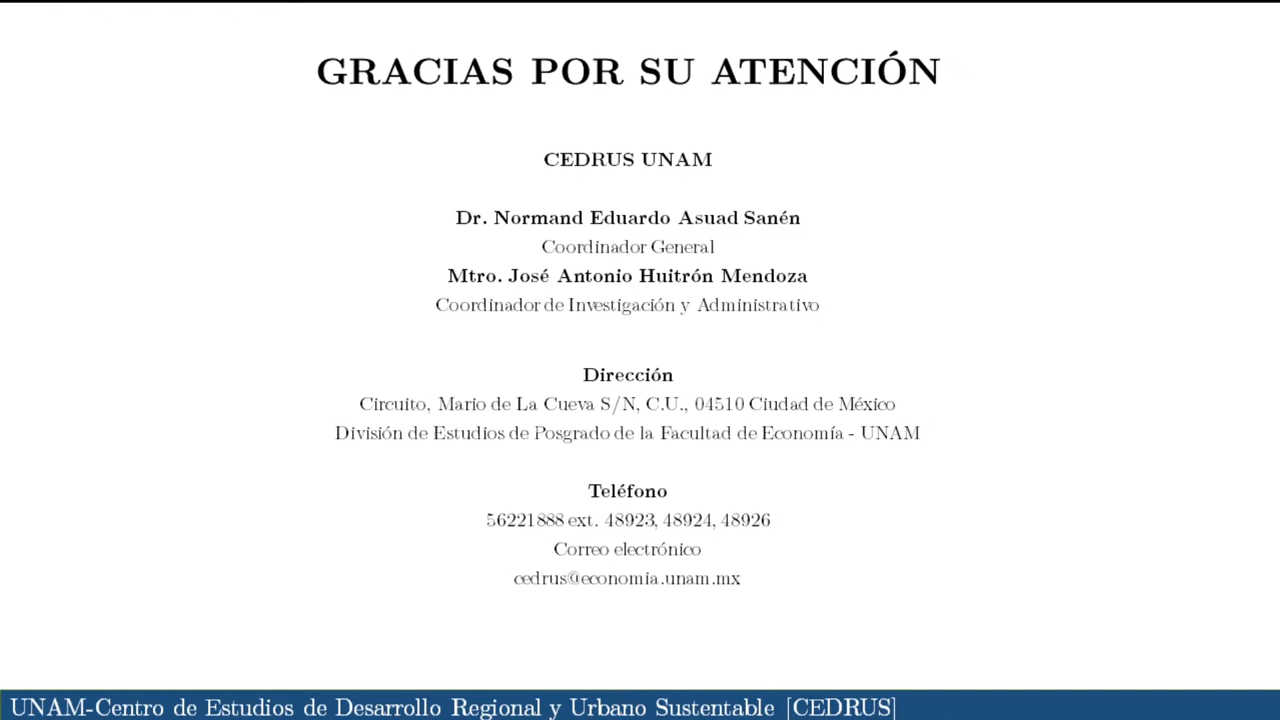 GRACIAS POR SU ATENCIÓN
CEDRUS UNAM
Dr. Normand Eduardo Asuad Sanén
Coordinador General
Mtro. José Antonio Huitrón Mendoza
Coordinador de Investigación y Administrativo
Dirección
Circuito, Mario de La Cueva S/N, C.U., 04510 Ciudad de México
División de Estudios de Posgrado de la Facultad de Economía - UNAM
Teléfono
56221888 ext. 48923, 48924, 48926
Correo electrónico
cedrus@economia.unam.mx
UNAM-Centro de Estudios de Desarrollo Regional y Urbano Sustentable [CEDRUS]